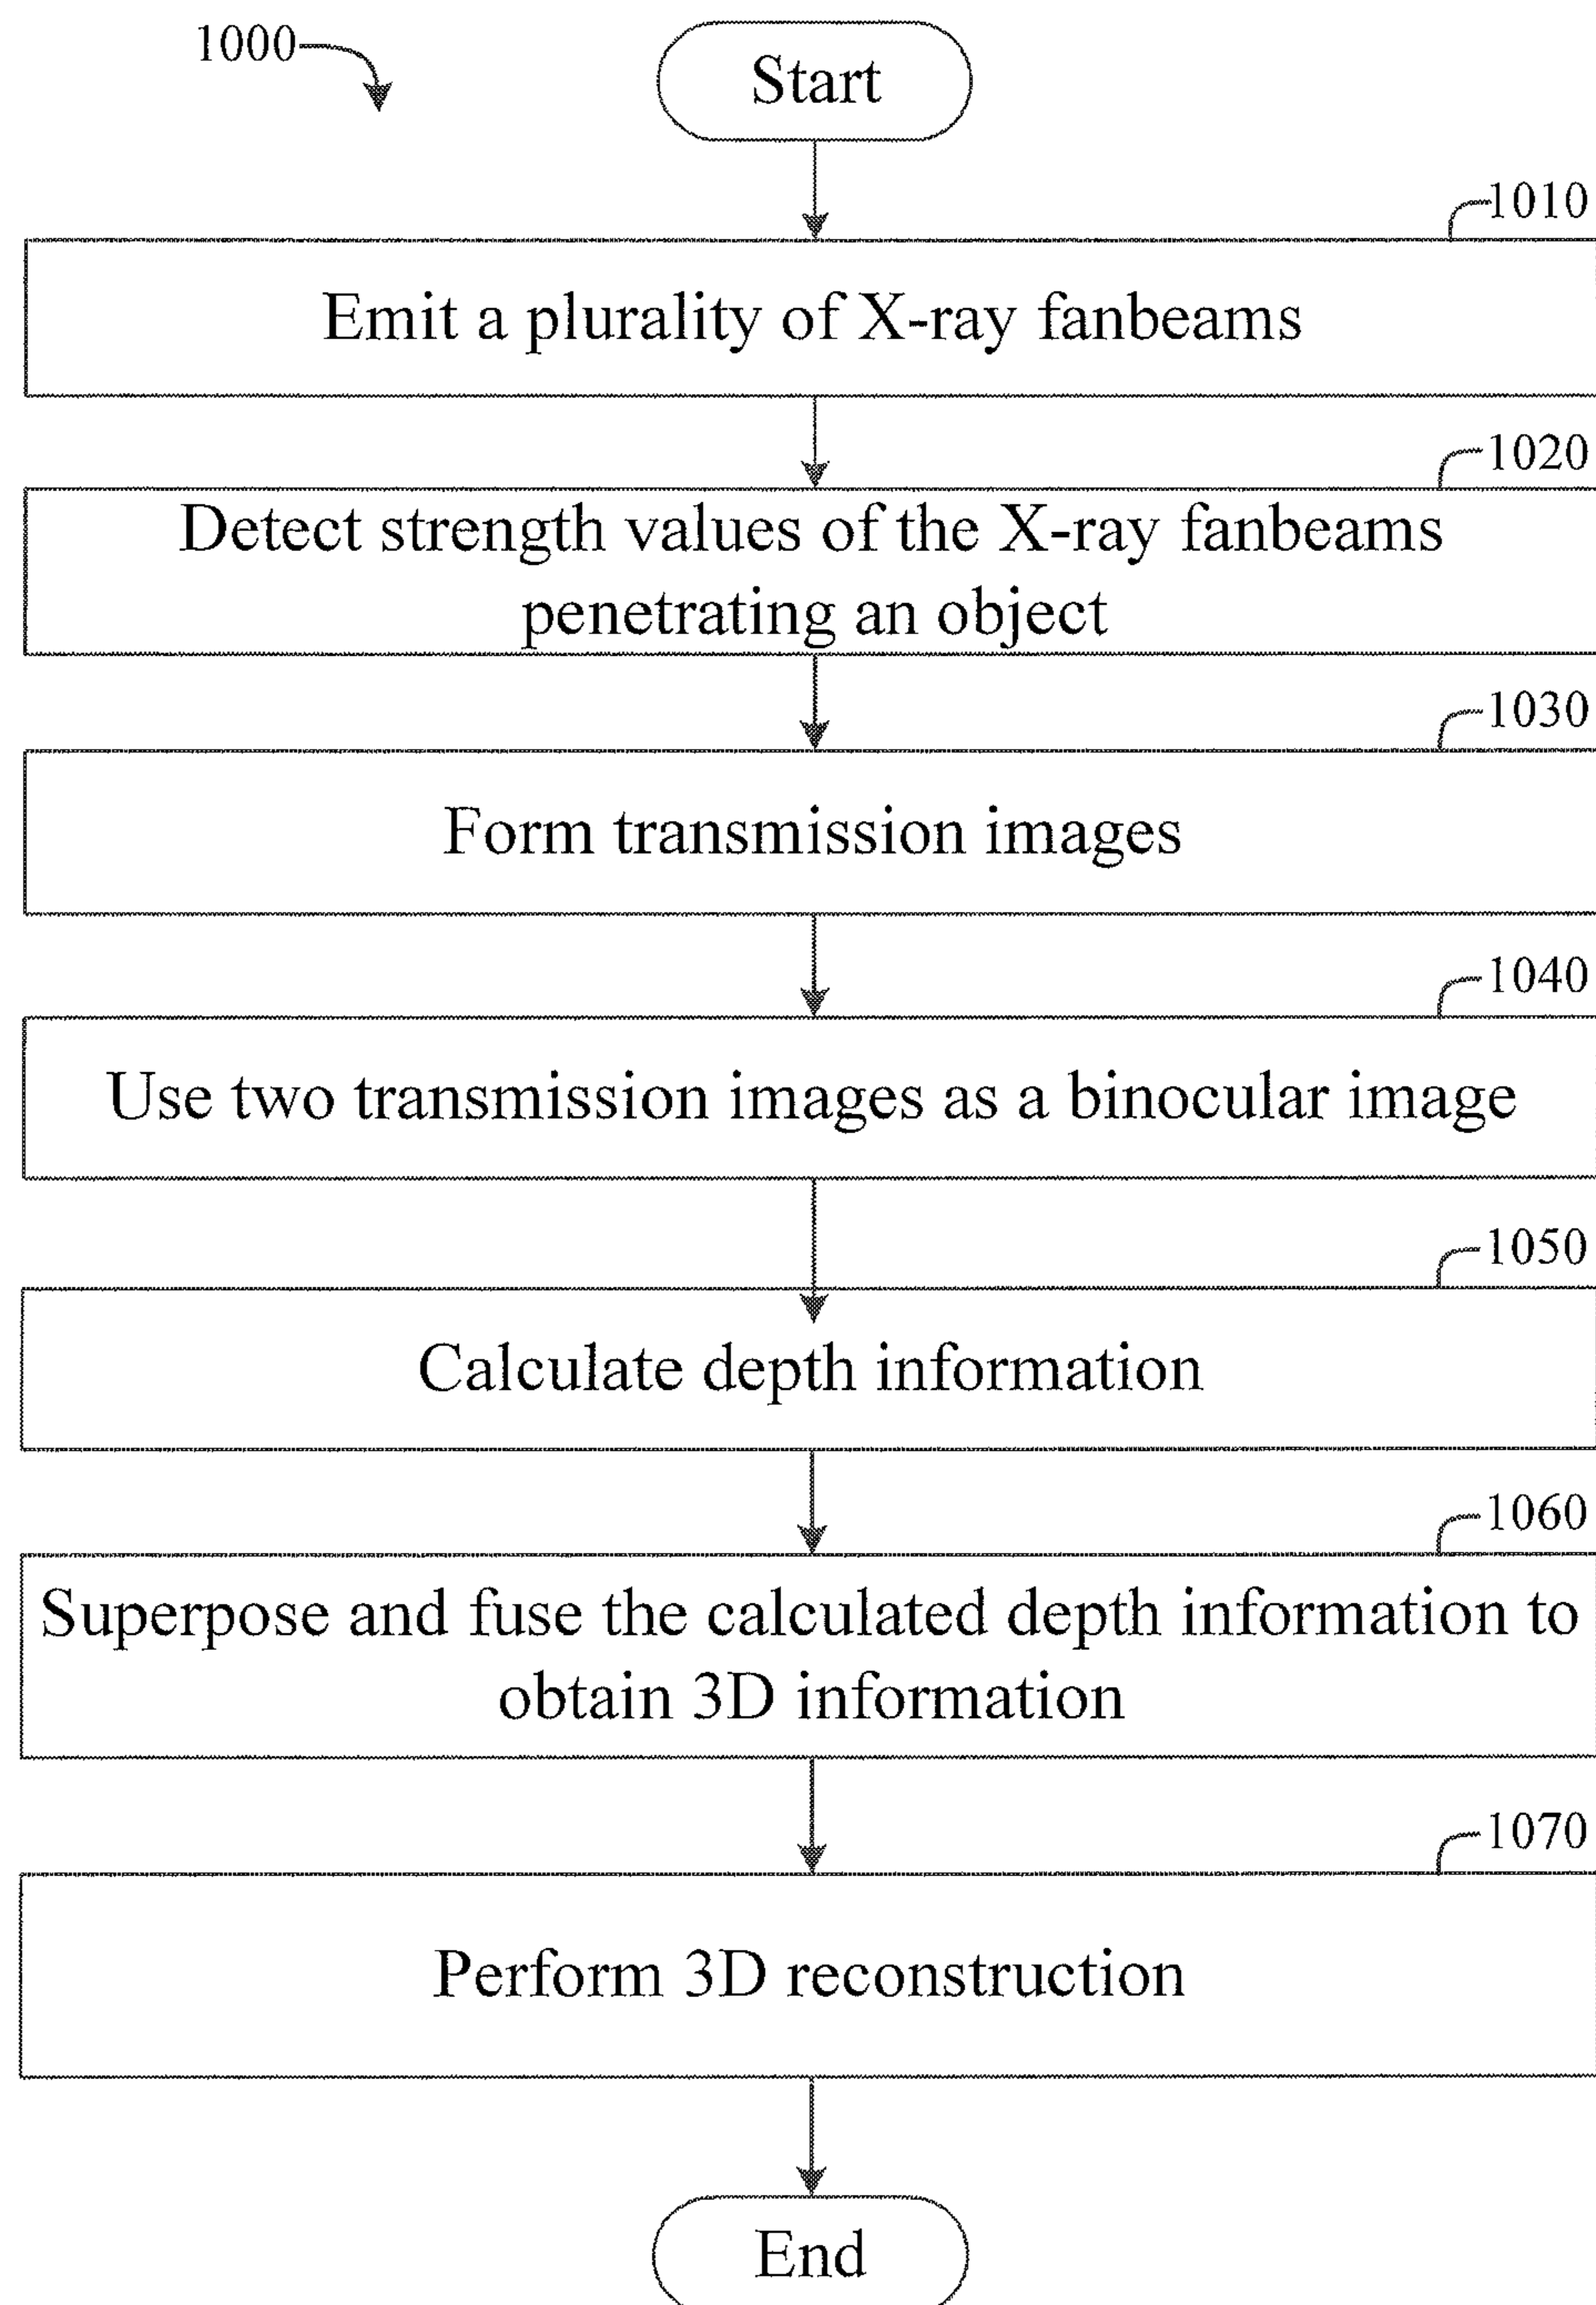 1000
Start
1010
Emit a plurality of X-ray fanbeams
1020
Detect strength values of the X-ray fanbeams
penetrating an object
1030
Form transmission images
1040
Use two transmission images as a binocular image
1050
Calculate depth information
1060
Superpose and fuse the calculated depth information to
obtain 3D information
1070
Perform 3D reconstruction
End